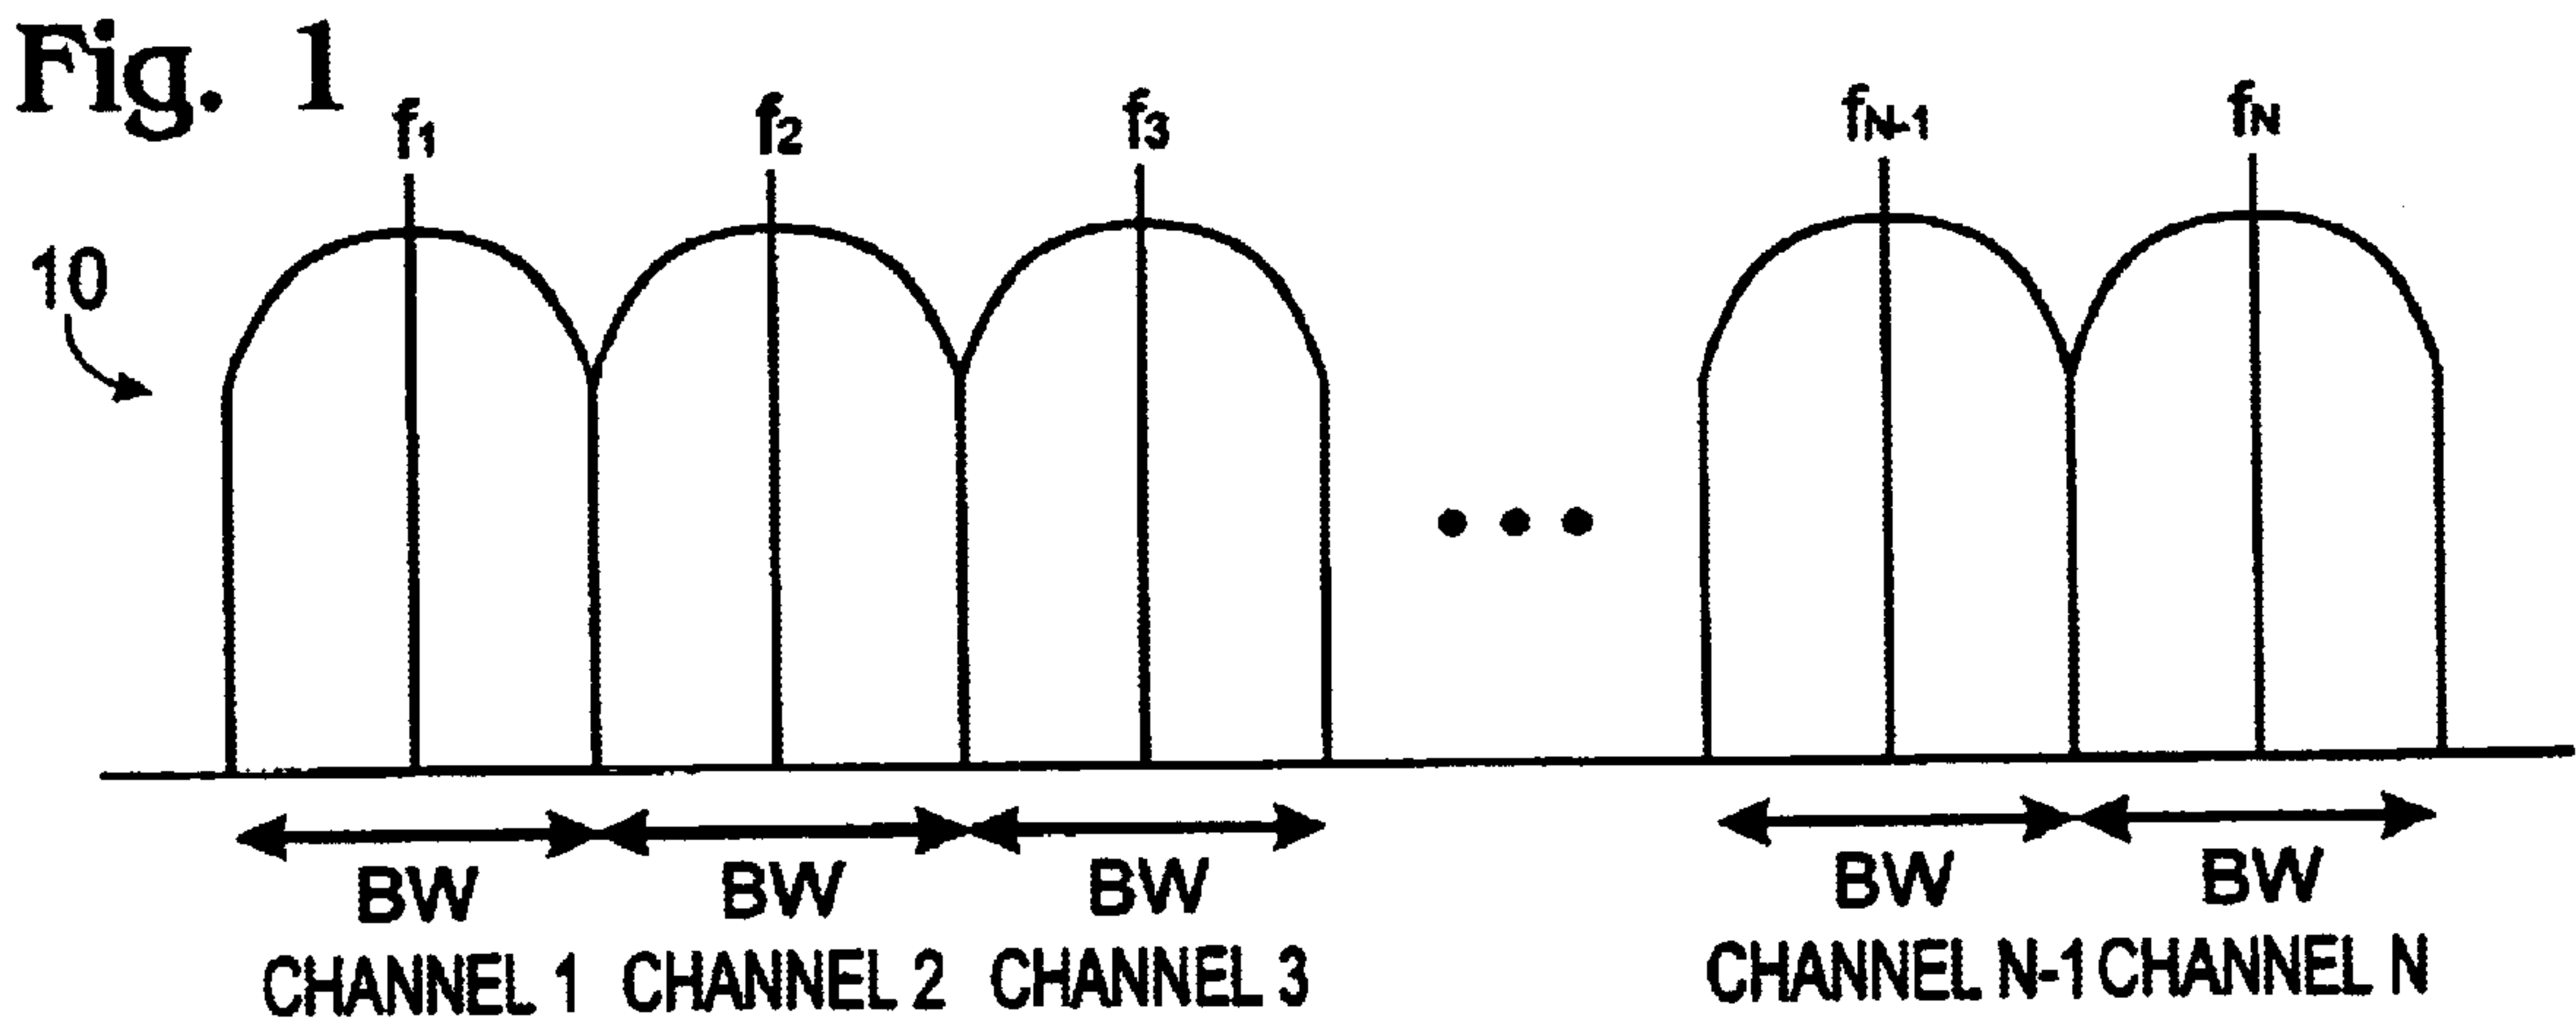 Fig. 1
f1 f2 f3 fN-1 fN
10
BW BW BW BW BW
CHANNEL 1 CHANNEL 2 CHANNEL 3 CHANNEL N-1 CHANNEL N